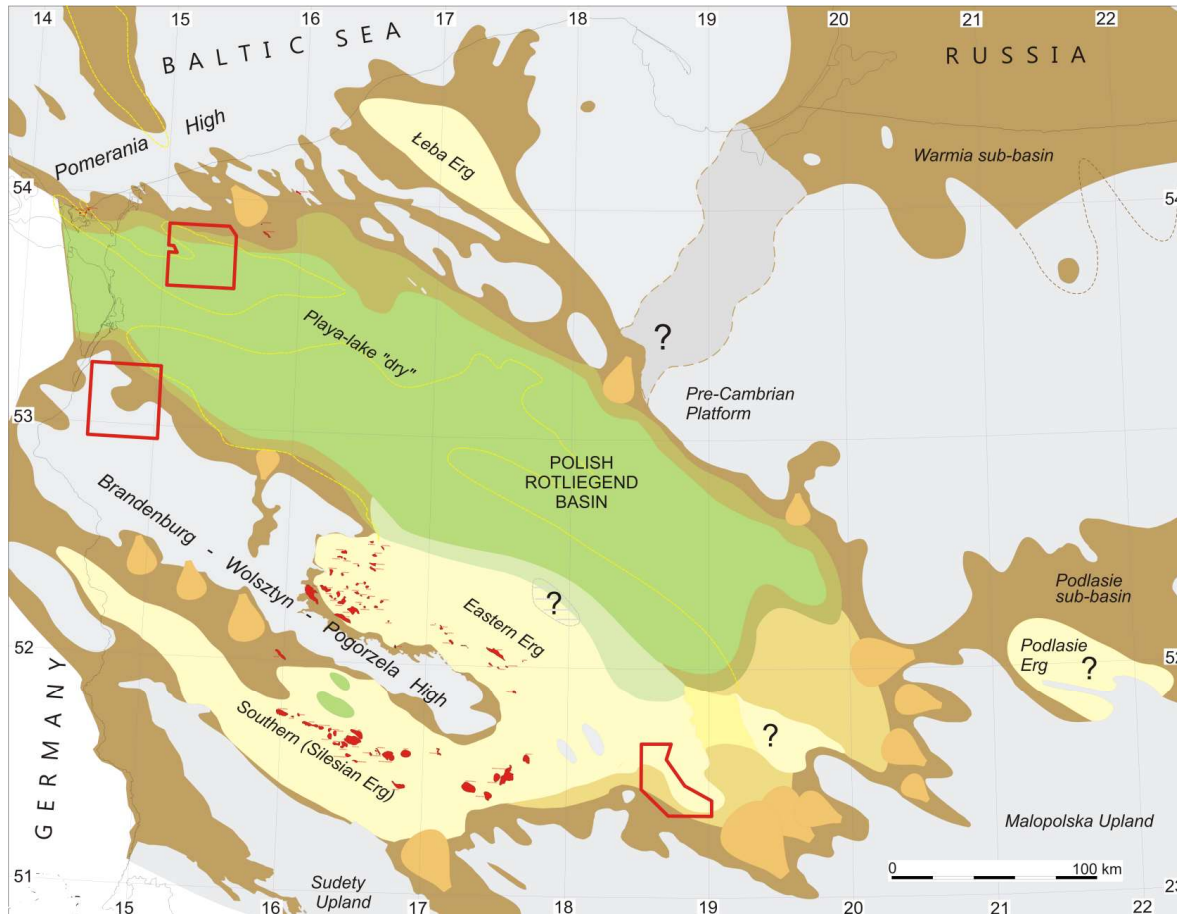 14
15
16
17
18
19
20
21
22
BALTIC SEA
RUSSIA
Pomerania High
Łeba Erg
Warmia sub-basin
54
54
?
Playa-lake "dry"
Pre-Cambrian
Platform
53
POLISH
ROTLIEGEND
BASIN
Brandenburg - Wolsztyn - Pogorzela High
?
Eastern Erg
Podlasie
sub-basin
Podlasie
Erg
?
52
52
GERMANY
Southern (Silesian Erg)
?
Malopolska Upland
0
100 km
51
Sudety
Upland
23
15
16
17
18
19
20
21
22